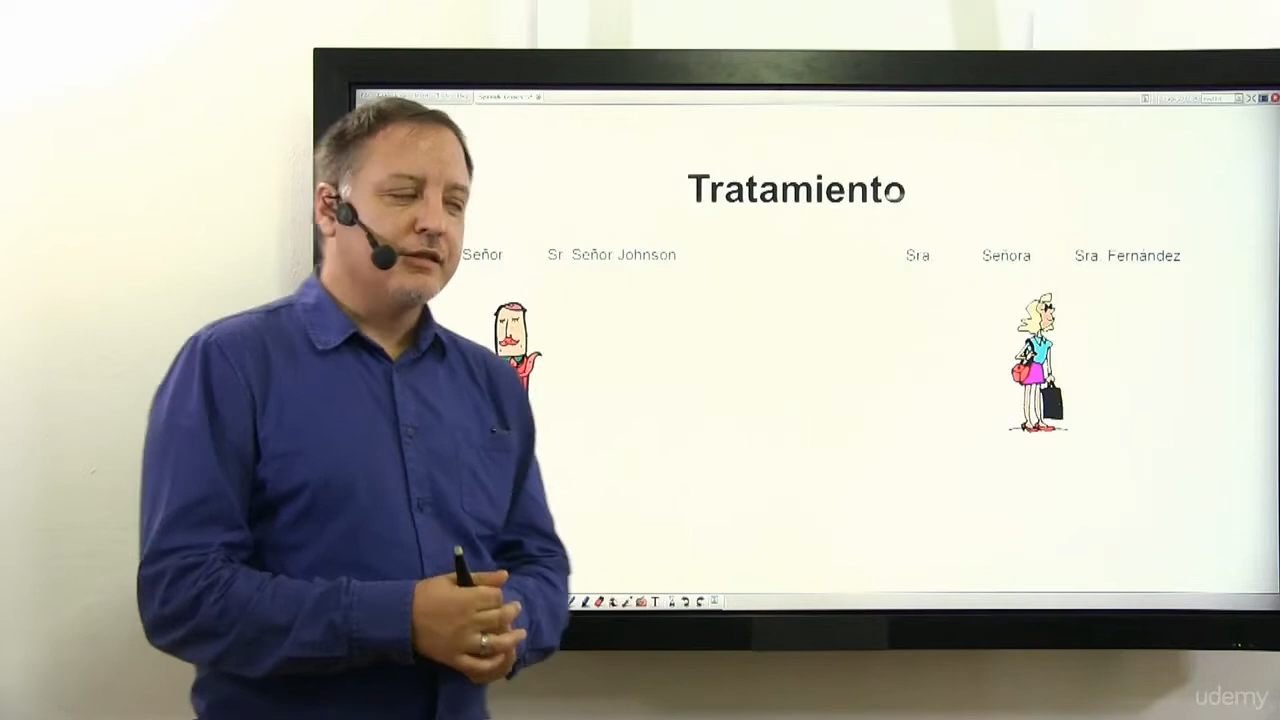 Tratamiento
Señor Sr Señor Johnson Sra Señora Sra. Fernández
T
udemy